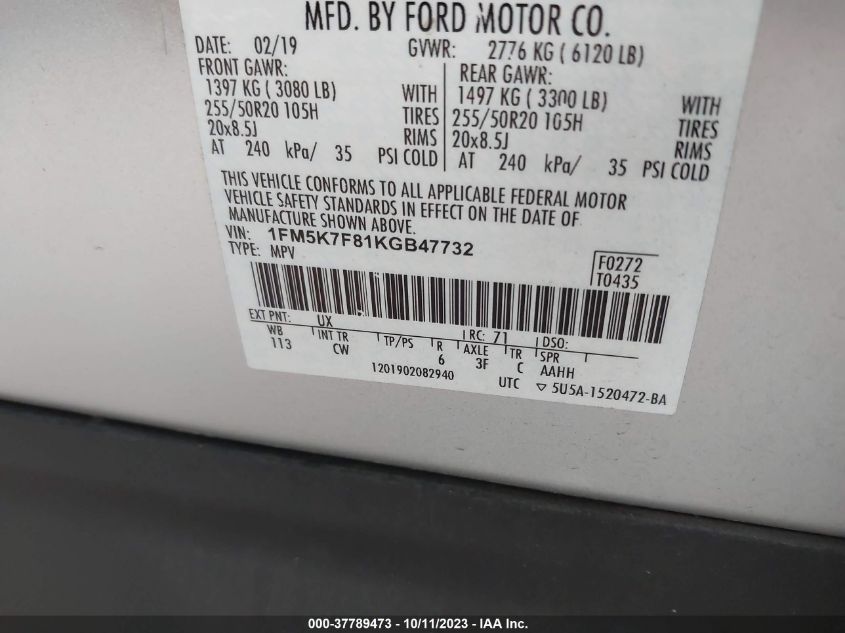 MFD. BY FORD MOTOR CO.
DATE: 02/19 GVWR: 2776 KG ( 6120 LB)
FRONT GAWR: REAR GAWR:
1397 KG ( 3080 LB) WITH 1497 KG ( 3300 LB) WITH
255/50R20 105H TIRES 255/50R20 105H TIRES
20x8.5J RIMS 20x8.5J RIMS
AT 240 kPa/ 35 PSI COLD AT 240 kPa/ 35 PSI COLD
THIS VEHICLE CONFORMS TO ALL APPLICABLE FEDERAL MOTOR
VEHICLE SAFETY STANDARDS IN EFFECT ON THE DATE OF
MANUFACTURE SHOWN ABOVE.
VIN: 1FM5K7F81KGB47732
TYPE: MPV
F0272
T0435
EXT PNT: UX RC: 71 DSO:
WB INT TR TP/PS R AXLE TR SPR
113 CW 6 3F C AAHH
1201902082940 UTC ▽ 5U5A-1520472-BA
000-37789473 - 10/11/2023 - IAA Inc.